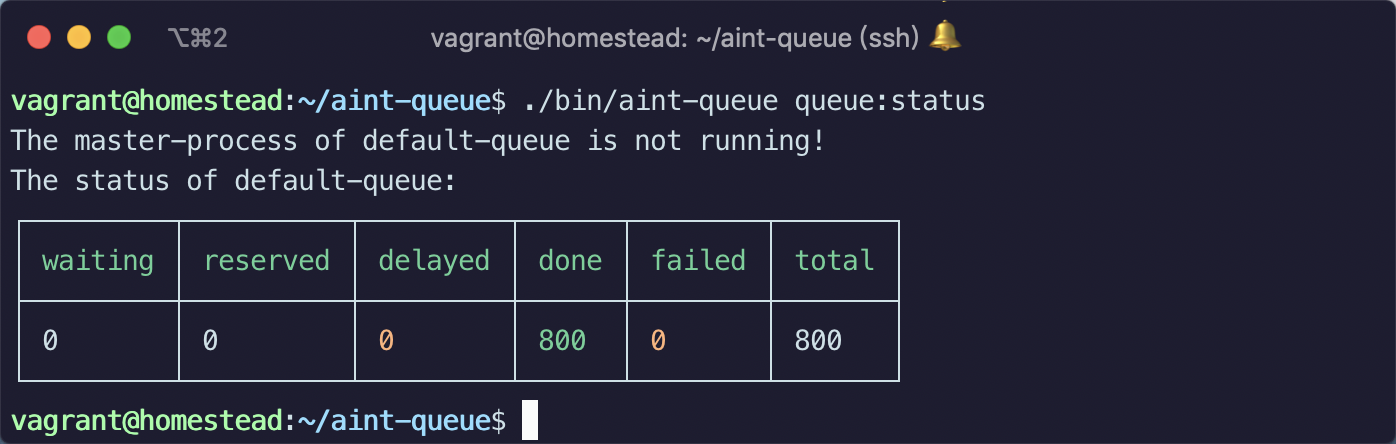 ⌥⌘2
vagrant@homestead: ~/aint-queue (ssh) 🔔
vagrant@homestead:~/aint-queue$ ./bin/aint-queue queue:status
The master-process of default-queue is not running!
The status of default-queue:
waiting reserved delayed done failed total
0 0 0 800 0 800
vagrant@homestead:~/aint-queue$